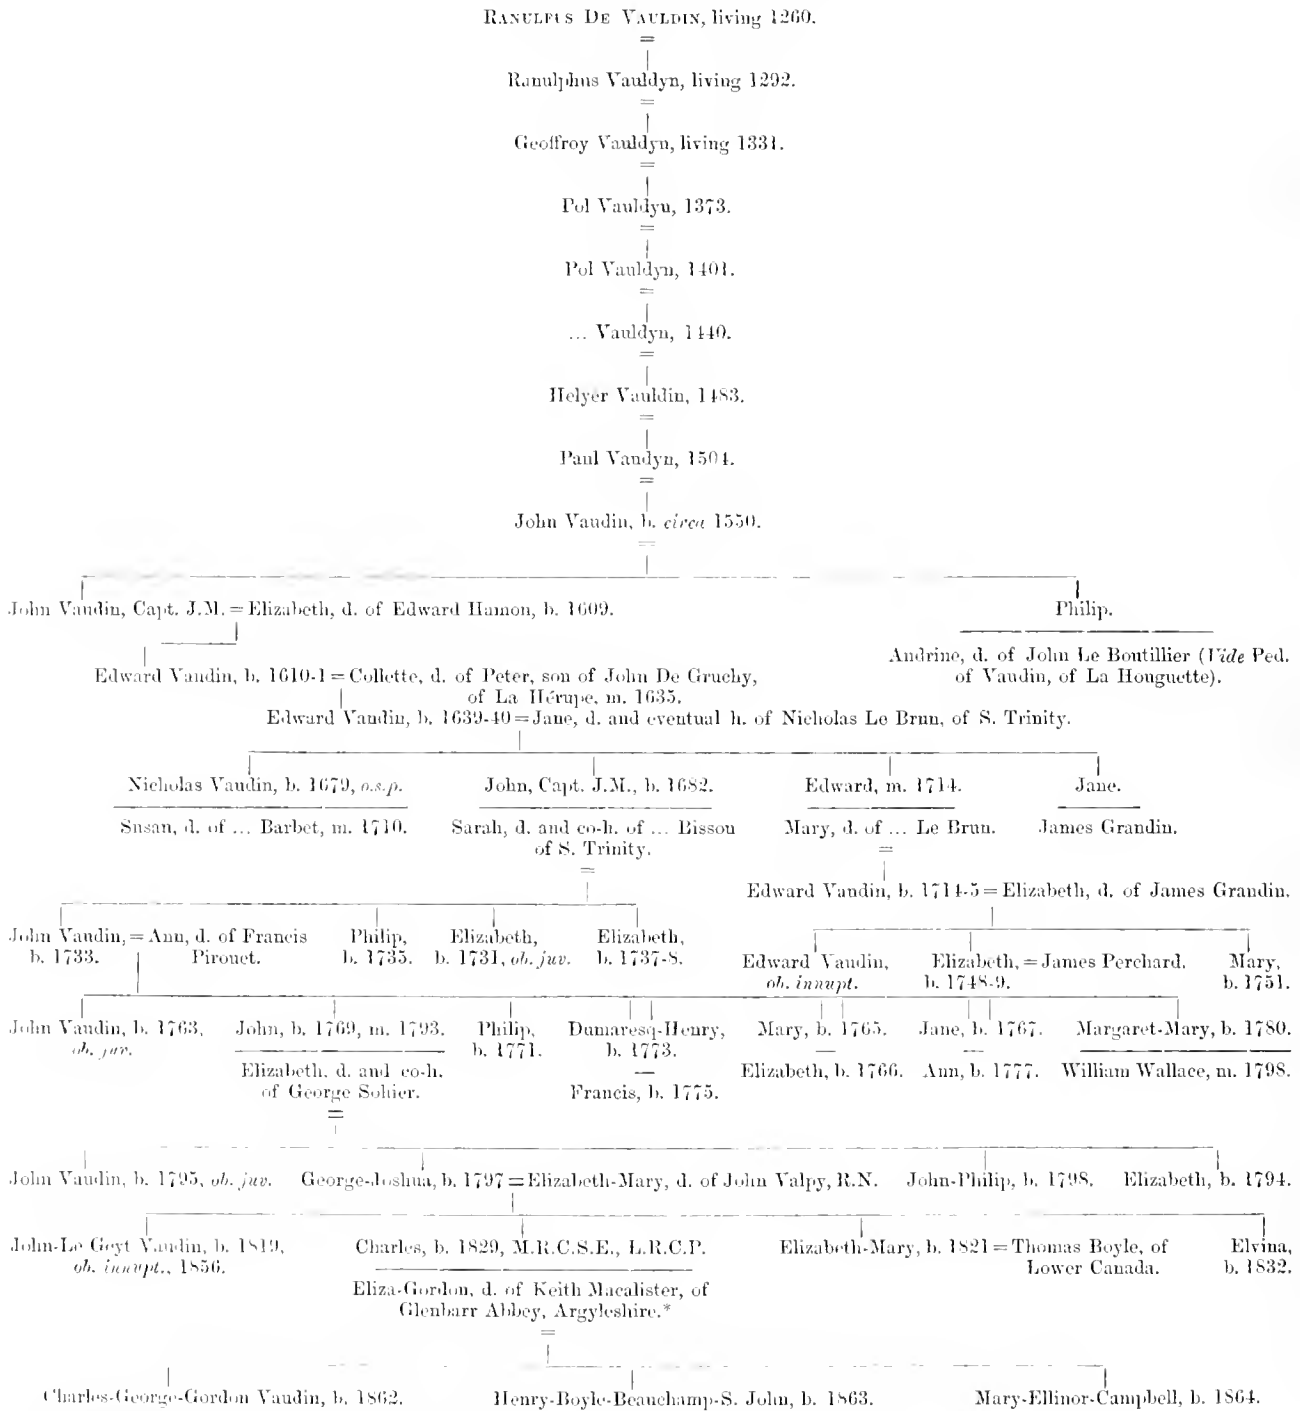 RANULFUS DE VAULDIN, living 1260.
Ranulphus Vauldyn, living 1292.
Geoffroy Vauldyn, living 1331.
Pol Vauldyn, 1373.
Pol Vauldyn, 1401.
... Vauldyn, 1440.
Helyer Vauldin, 1483.
Paul Vaudyn, 1504.
John Vaudin, b. circa 1550.
John Vaudin, Capt. J.M. = Elizabeth, d. of Edward Hamon, b. 1609.
Philip.
Andrine, d. of John Le Boutillier (Vide Ped.
of Vaudin, of La Houguette).
Edward Vaudin, b. 1610-1 = Collette, d. of Peter, son of John De Gruchy,
of La Hérupe, m. 1635.
Edward Vaudin, b. 1639-40 = Jane, d. and eventual h. of Nicholas Le Brun, of S. Trinity.
Nicholas Vaudin, b. 1679, o.s.p. John, Capt. J.M., b. 1682. Edward, m. 1714. Jane.
Susan, d. of ... Barbet, m. 1710. Sarah, d. and co-h. of ... Bisson Mary, d. of ... Le Brun. James Grandin.
of S. Trinity.
Edward Vaudin, b. 1714-5 = Elizabeth, d. of James Grandin.
John Vaudin, = Ann, d. of Francis Philip, Elizabeth, Elizabeth,
b. 1733. Pirouet. b. 1735. b. 1731, ob. juv. b. 1737-8.
Edward Vaudin, Elizabeth, = James Perchard. Mary,
ob. innupt. b. 1748-9. b. 1751.
John Vaudin, b. 1763, John, b. 1769, m. 1793. Philip, Dumaresq-Henry, Mary, b. 1765. Jane, b. 1767. Margaret-Mary, b. 1780.
ob. juv. b. 1771. b. 1773.
Elizabeth, d. and co-h. Elizabeth, b. 1766. Ann, b. 1777. William Wallace, m. 1798.
of George Sohier. Francis, b. 1775.
John Vaudin, b. 1795, ob. juv. George-Joshua, b. 1797 = Elizabeth-Mary, d. of John Valpy, R.N. John-Philip, b. 1798. Elizabeth, b. 1794.
John-Le Geyt Vaudin, b. 1819, Charles, b. 1829, M.R.C.S.E., L.R.C.P. Elizabeth-Mary, b. 1821 = Thomas Boyle, of Elvina,
ob. innupt., 1856. Lower Canada. b. 1832.
Eliza-Gordon, d. of Keith Macalister, of
Glenbarr Abbey, Argyleshire.*
Charles-George-Gordon Vaudin, b. 1862. Henry-Boyle-Beauchamp-S. John, b. 1863. Mary-Ellinor-Campbell, b. 1864.